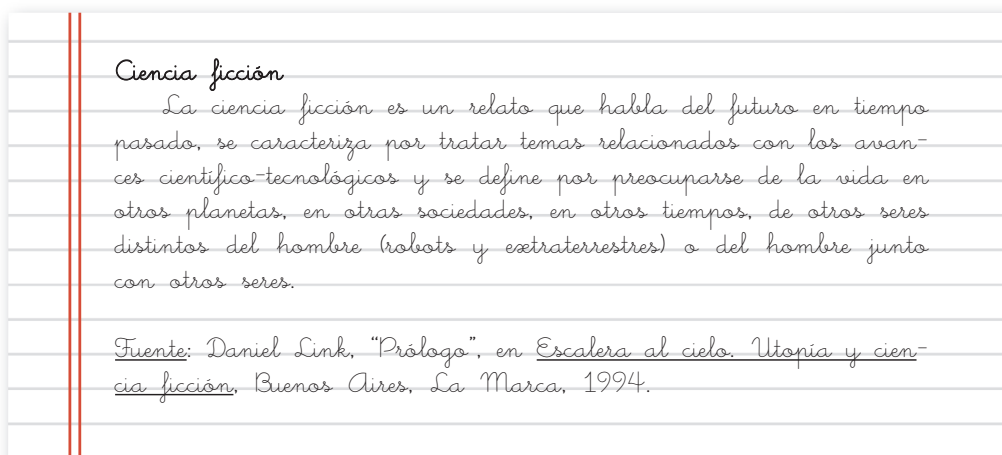 Ciencia ficción
La ciencia ficción es un relato que habla del futuro en tiempo
pasado, se caracteriza por tratar temas relacionados con los avan-
ces científico-tecnológicos y se define por preocuparse de la vida en
otros planetas, en otras sociedades, en otros tiempos, de otros seres
distintos del hombre (robots y extraterrestres) o del hombre junto
con otros seres.
Fuente: Daniel Link, “Prólogo”, en Escalera al cielo. Utopía y cien-
cia ficción, Buenos Aires, La Marca, 1994.